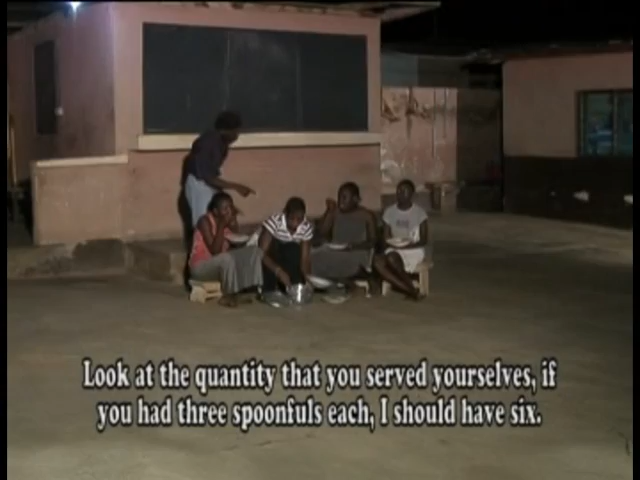 Look at the quantity that you served yourselves, if
you had three spoonfuls each, I should have six.